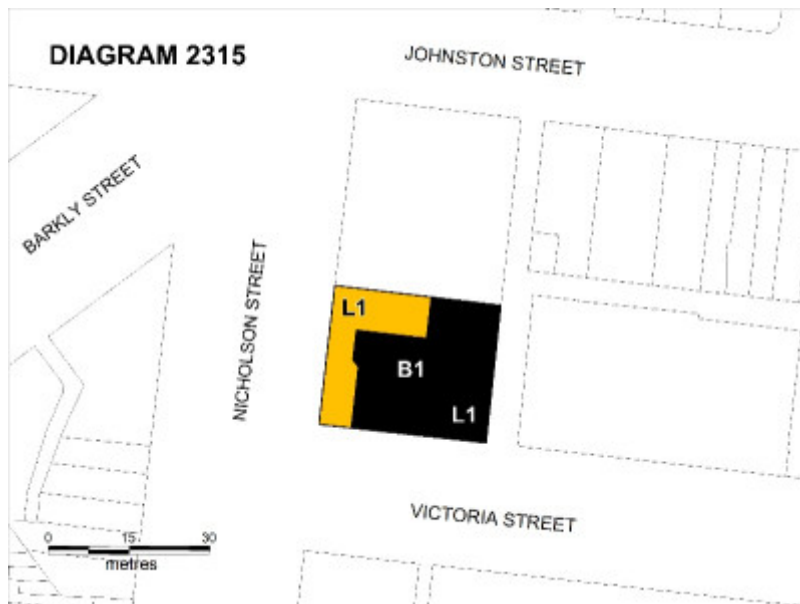 DIAGRAM 2315
JOHNSTON STREET
BARKLY STREET
NICHOLSON STREET
L1
B1
L1
VICTORIA STREET
0 15 30
metres